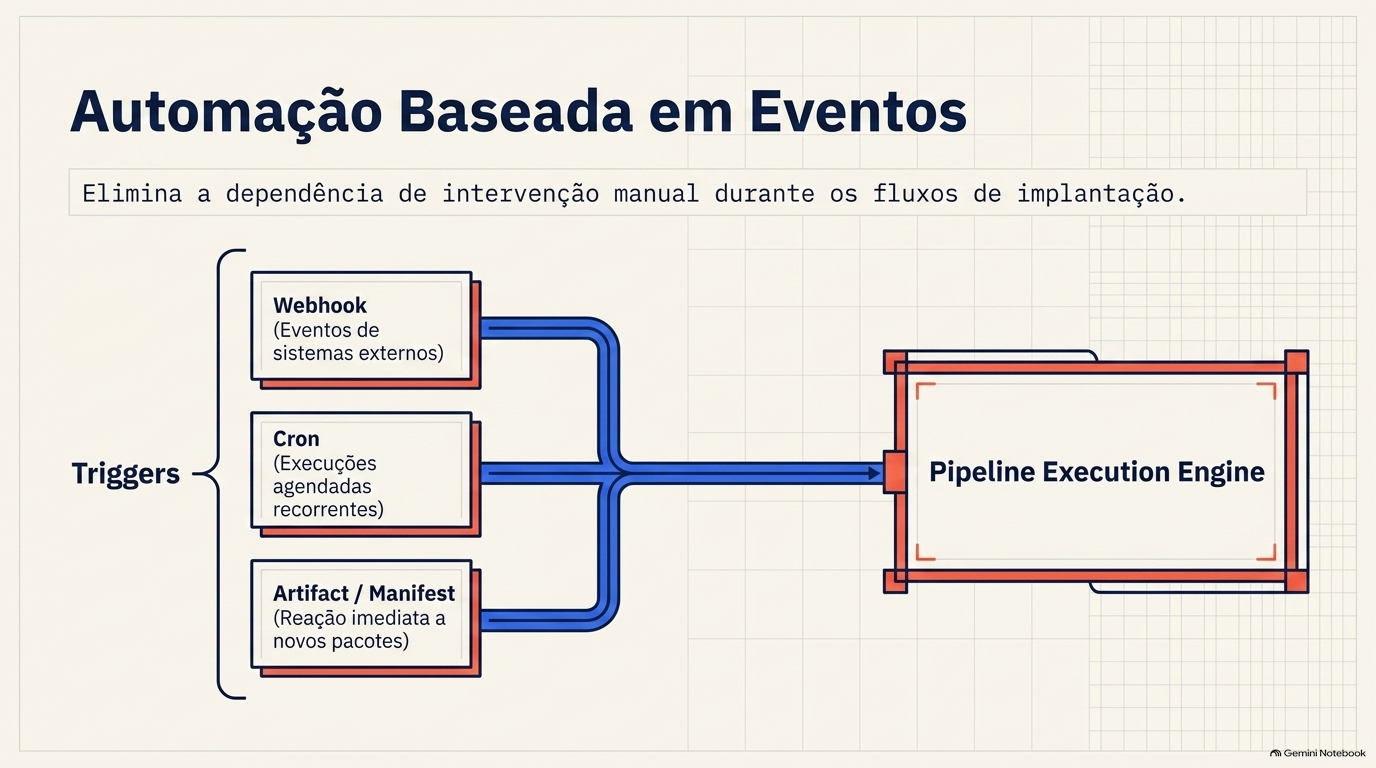 Automação Baseada em Eventos
Elimina a dependência de intervenção manual durante os fluxos de implantação.
Triggers
Webhook
(Eventos de
sistemas externos)
Cron
(Execuções
agendadas
recorrentes)
Artifact / Manifest
(Reação imediata a
novos pacotes)
Pipeline Execution Engine
Gemini Notebook